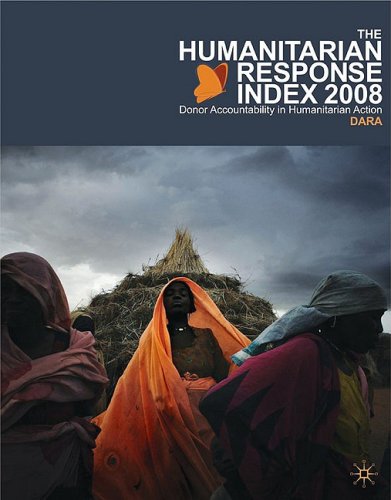 THE
HUMANITARIAN
RESPONSE
INDEX 2008
Donor Accountability in Humanitarian Action
DARA